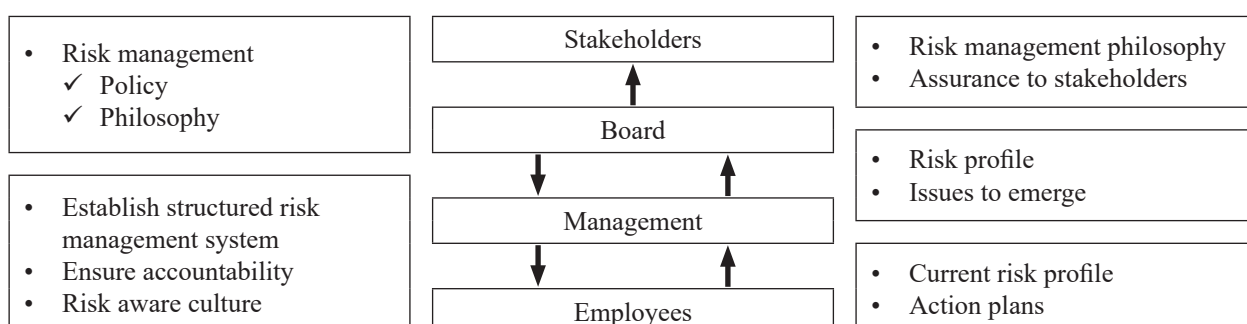 • Risk management
✓ Policy
✓ Philosophy
• Establish structured risk
management system
• Ensure accountability
• Risk aware culture
Stakeholders
Board
Management
Employees
• Risk management philosophy
• Assurance to stakeholders
• Risk profile
• Issues to emerge
• Current risk profile
• Action plans